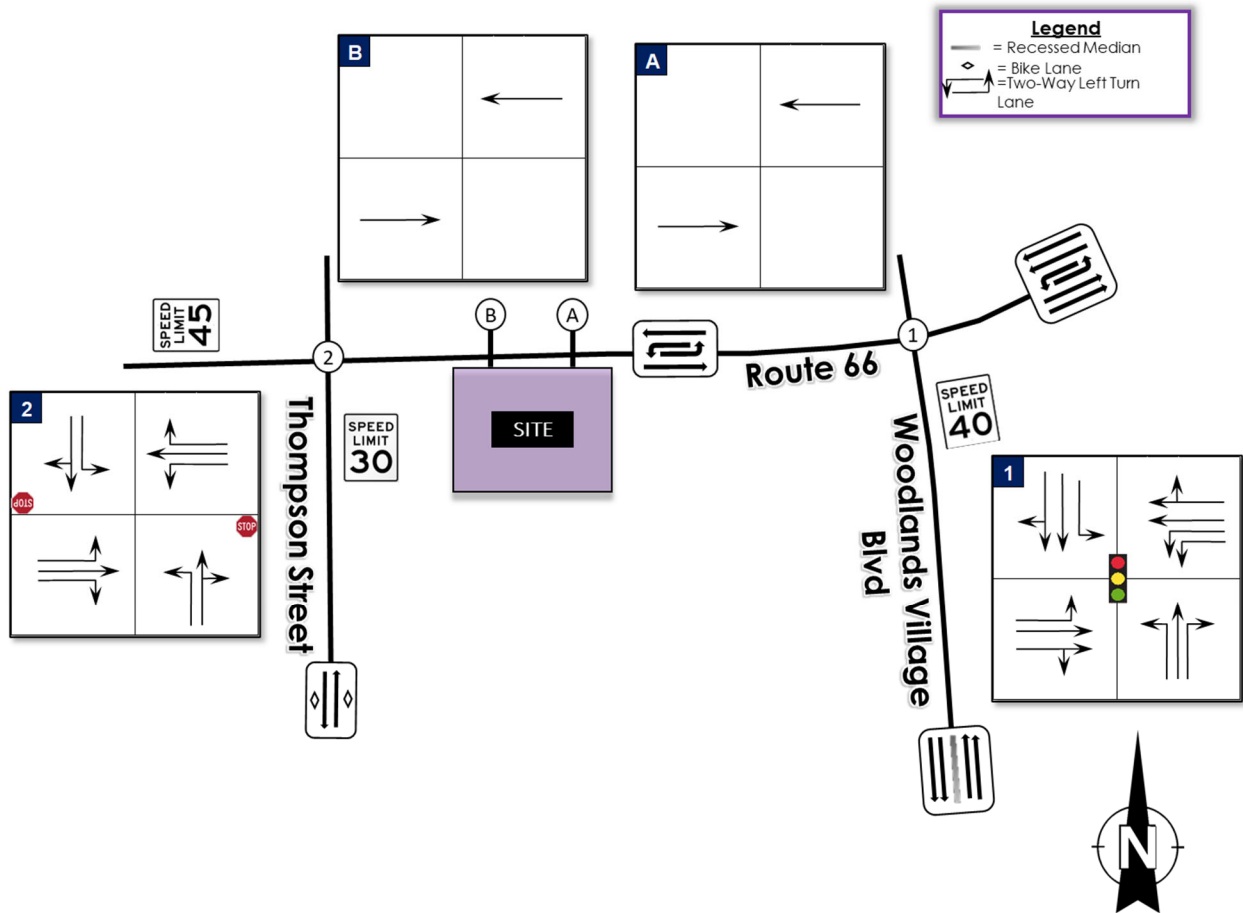 B
A
Legend
= Recessed Median
= Bike Lane
=Two-Way Left Turn
Lane
SPEED
LIMIT
45
B
A
2
1
Route 66
2
STOP
STOP
Thompson Street
SPEED
LIMIT
30
SITE
SPEED
LIMIT
40
Woodlands Village
Blvd
1
N